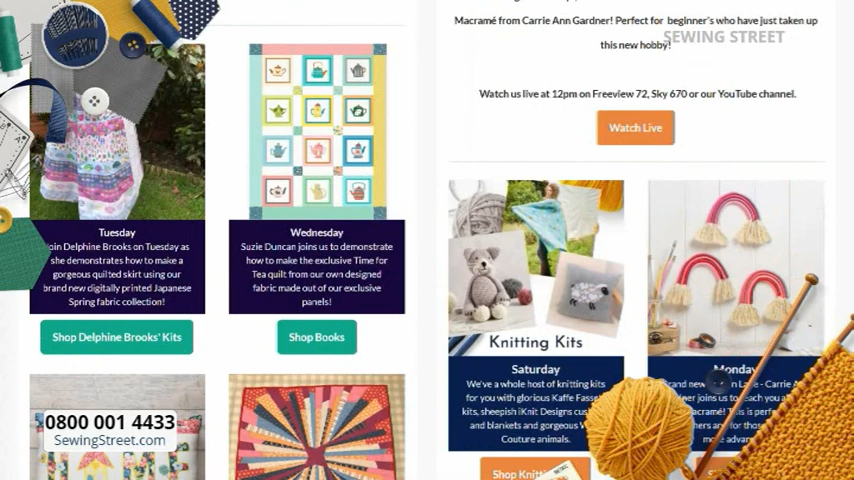 Macramé from Carrie Ann Gardner! Perfect for beginner's who have just taken up
this new hobby!
SEWING STREET
Watch us live at 12pm on Freeview 72, Sky 670 or our YouTube channel.
Watch Live
Tuesday
Join Delphine Brooks on Tuesday as
she demonstrates how to make a
gorgeous quilted skirt using our
brand new digitally printed Japanese
Spring fabric collection!
Shop Delphine Brooks' Kits
Wednesday
Suzie Duncan joins us to demonstrate
how to make the exclusive Time for
Tea quilt from our own designed
fabric made out of our exclusive
panels!
Shop Books
Knitting Kits
Saturday
We've a whole host of knitting kits
for you with glorious Kaffe
kits, sheepish iKnit Designs
and blankets and gorgeous
Couture animals.
Shop
Monday
0800 001 4433
SewingStreet.com